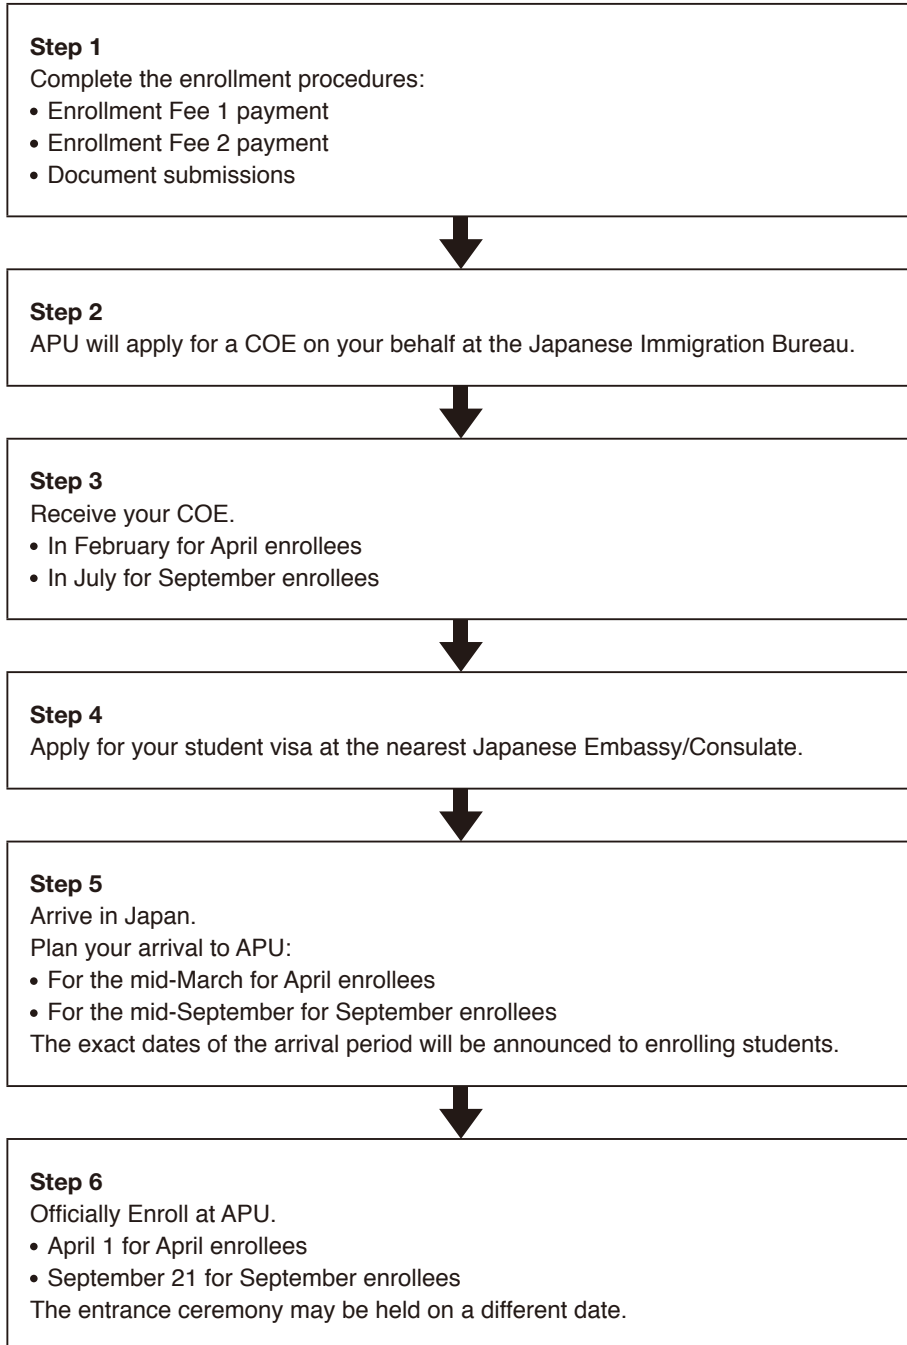 Step 1
Complete the enrollment procedures:
• Enrollment Fee 1 payment
• Enrollment Fee 2 payment
• Document submissions
Step 2
APU will apply for a COE on your behalf at the Japanese Immigration Bureau.
Step 3
Receive your COE.
• In February for April enrollees
• In July for September enrollees
Step 4
Apply for your student visa at the nearest Japanese Embassy/Consulate.
Step 5
Arrive in Japan.
Plan your arrival to APU:
• For the mid-March for April enrollees
• For the mid-September for September enrollees
The exact dates of the arrival period will be announced to enrolling students.
Step 6
Officially Enroll at APU.
• April 1 for April enrollees
• September 21 for September enrollees
The entrance ceremony may be held on a different date.